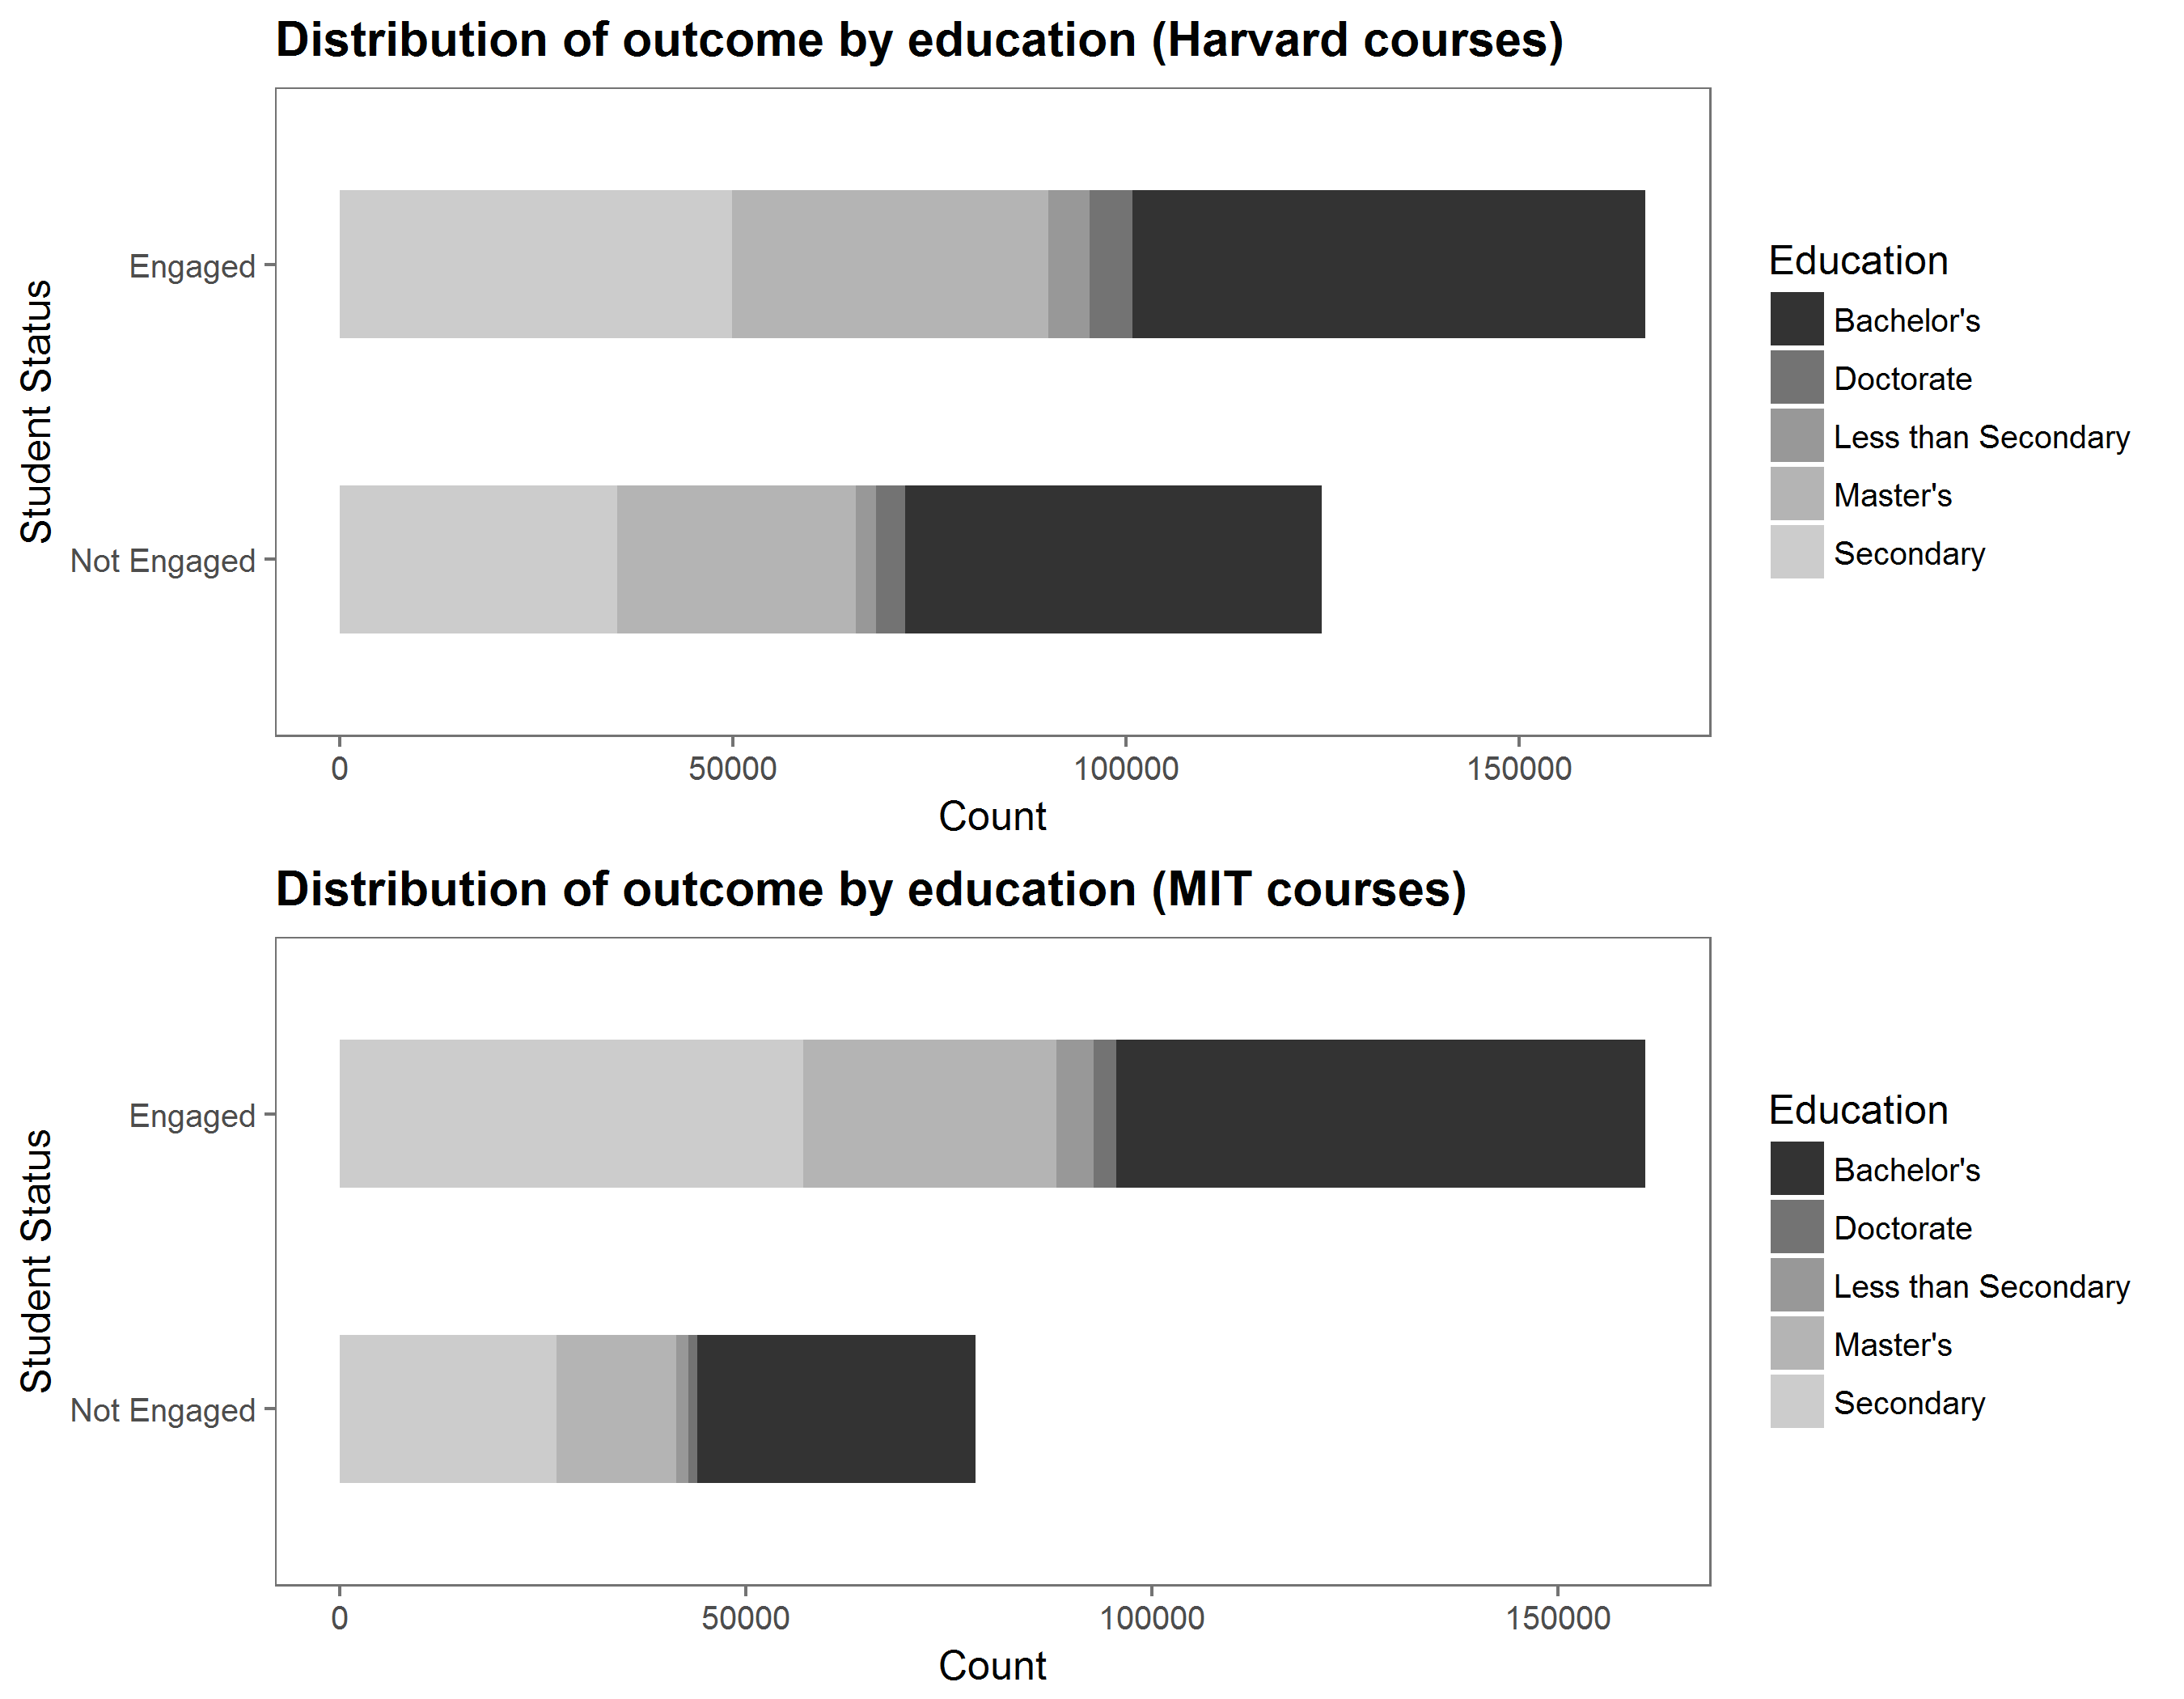 Distribution of outcome by education (Harvard courses)
Student Status
Engaged
Not Engaged
0 50000 100000 150000
Count
Education
Bachelor's
Doctorate
Less than Secondary
Master's
Secondary
Distribution of outcome by education (MIT courses)
Student Status
Engaged
Not Engaged
0 50000 100000 150000
Count
Education
Bachelor's
Doctorate
Less than Secondary
Master's
Secondary